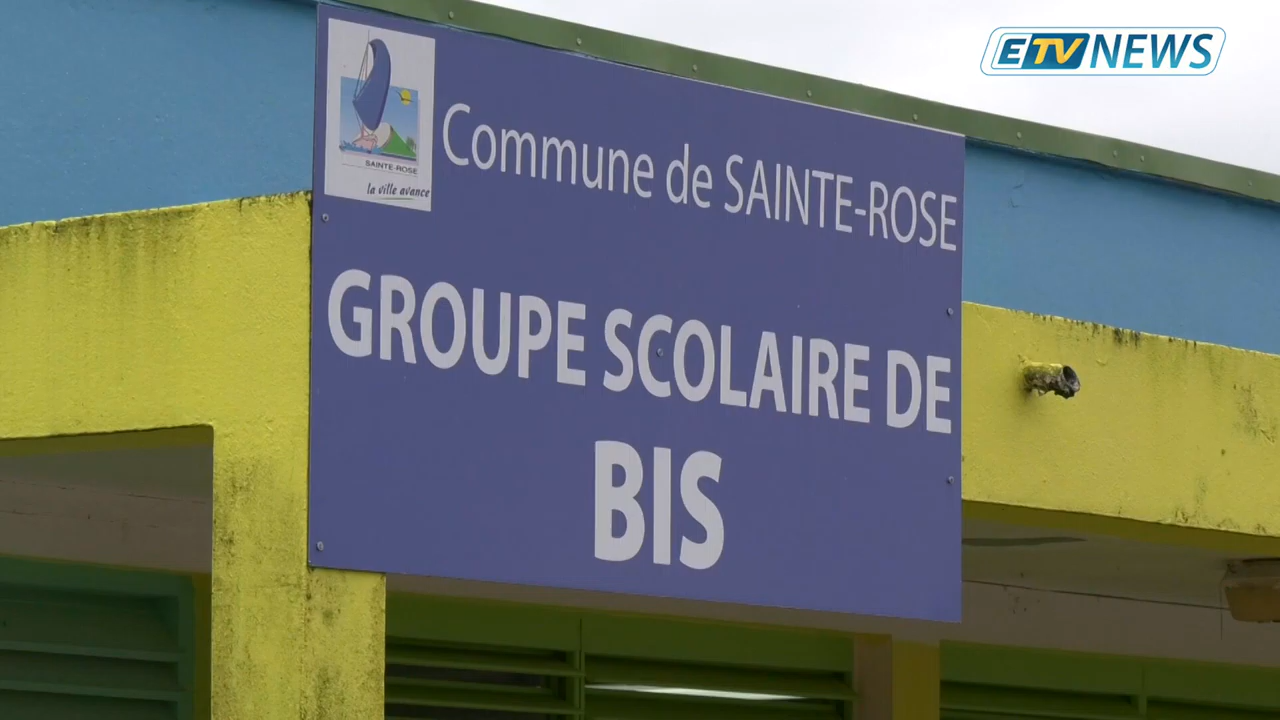 ETV NEWS
SAINTE-ROSE
la ville avance
Commune de SAINTE-ROSE
GROUPE SCOLAIRE DE
BIS